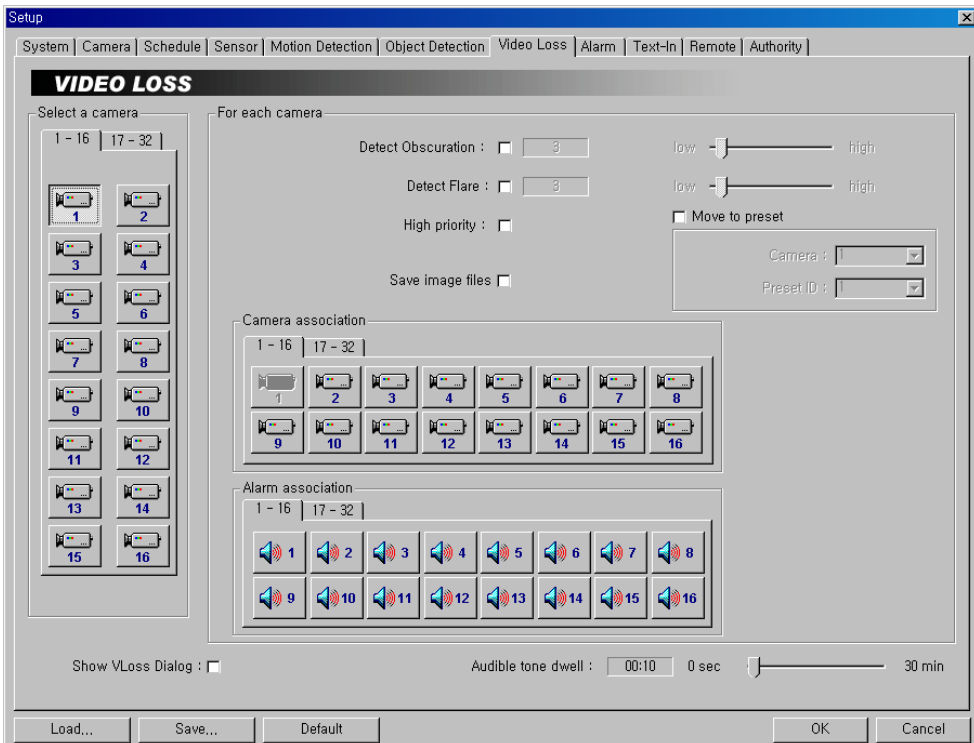 Setup
System Camera Schedule Sensor Motion Detection Object Detection Video Loss Alarm Text-In Remote Authority
VIDEO LOSS
Select a camera
1 - 16 17 - 32
1 2
3 4
5 6
7 8
9 10
11 12
13 14
15 16
For each camera
Detect Obscuration : 3 low high
Detect Flare : 3 low high
High priority :
Save image files
Move to preset
Camera : 1
Preset ID : 1
Camera association
1 - 16 17 - 32
1 2 3 4 5 6 7 8
9 10 11 12 13 14 15 16
Alarm association
1 - 16 17 - 32
1 2 3 4 5 6 7 8
9 10 11 12 13 14 15 16
Show VLoss Dialog : Audible tone dwell : 00:10 0 sec 30 min
Load... Save... Default OK Cancel